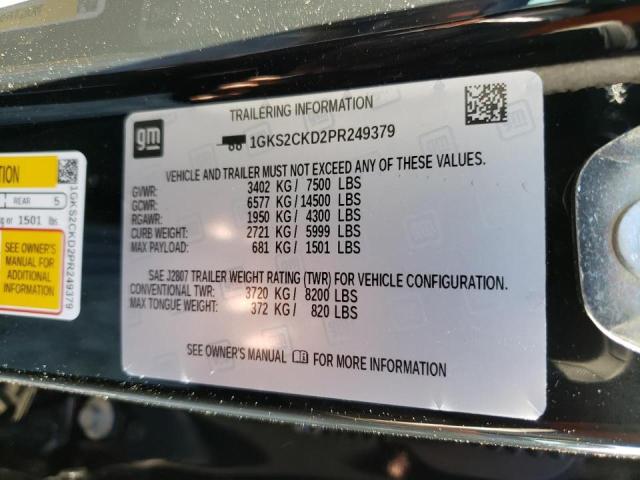 TRAILERING INFORMATION
gm
1GKS2CKD2PR249379
VEHICLE AND TRAILER MUST NOT EXCEED ANY OF THESE VALUES.
GVWR: 3402 KG / 7500 LBS
GCWR: 6577 KG / 14500 LBS
RGAWR: 1950 KG / 4300 LBS
CURB WEIGHT: 2721 KG / 5999 LBS
MAX PAYLOAD: 681 KG / 1501 LBS
SAE J2807 TRAILER WEIGHT RATING (TWR) FOR VEHICLE CONFIGURATION.
CONVENTIONAL TWR: 3720 KG / 8200 LBS
MAX TONGUE WEIGHT: 372 KG / 820 LBS
SEE OWNER'S MANUAL FOR MORE INFORMATION
REAR 5
or 1501 lbs
SEE OWNER'S
MANUAL FOR
ADDITIONAL
INFORMATION
1GKS2CKD2PR249379